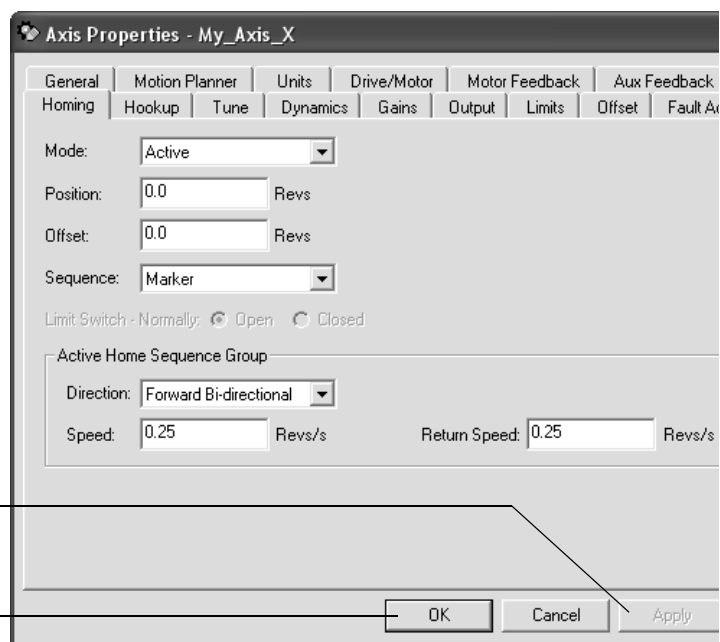 Axis Properties - My_Axis_X
General Motion Planner Units Drive/Motor Motor Feedback Aux Feedback
Homing Hookup Tune Dynamics Gains Output Limits Offset Fault Ac
Mode: Active
Position: 0.0 Revs
Offset: 0.0 Revs
Sequence: Marker
Limit Switch - Normally: Open Closed
Active Home Sequence Group
Direction: Forward Bi-directional
Speed: 0.25 Revs/s Return Speed: 0.25 Revs/s
OK Cancel Apply